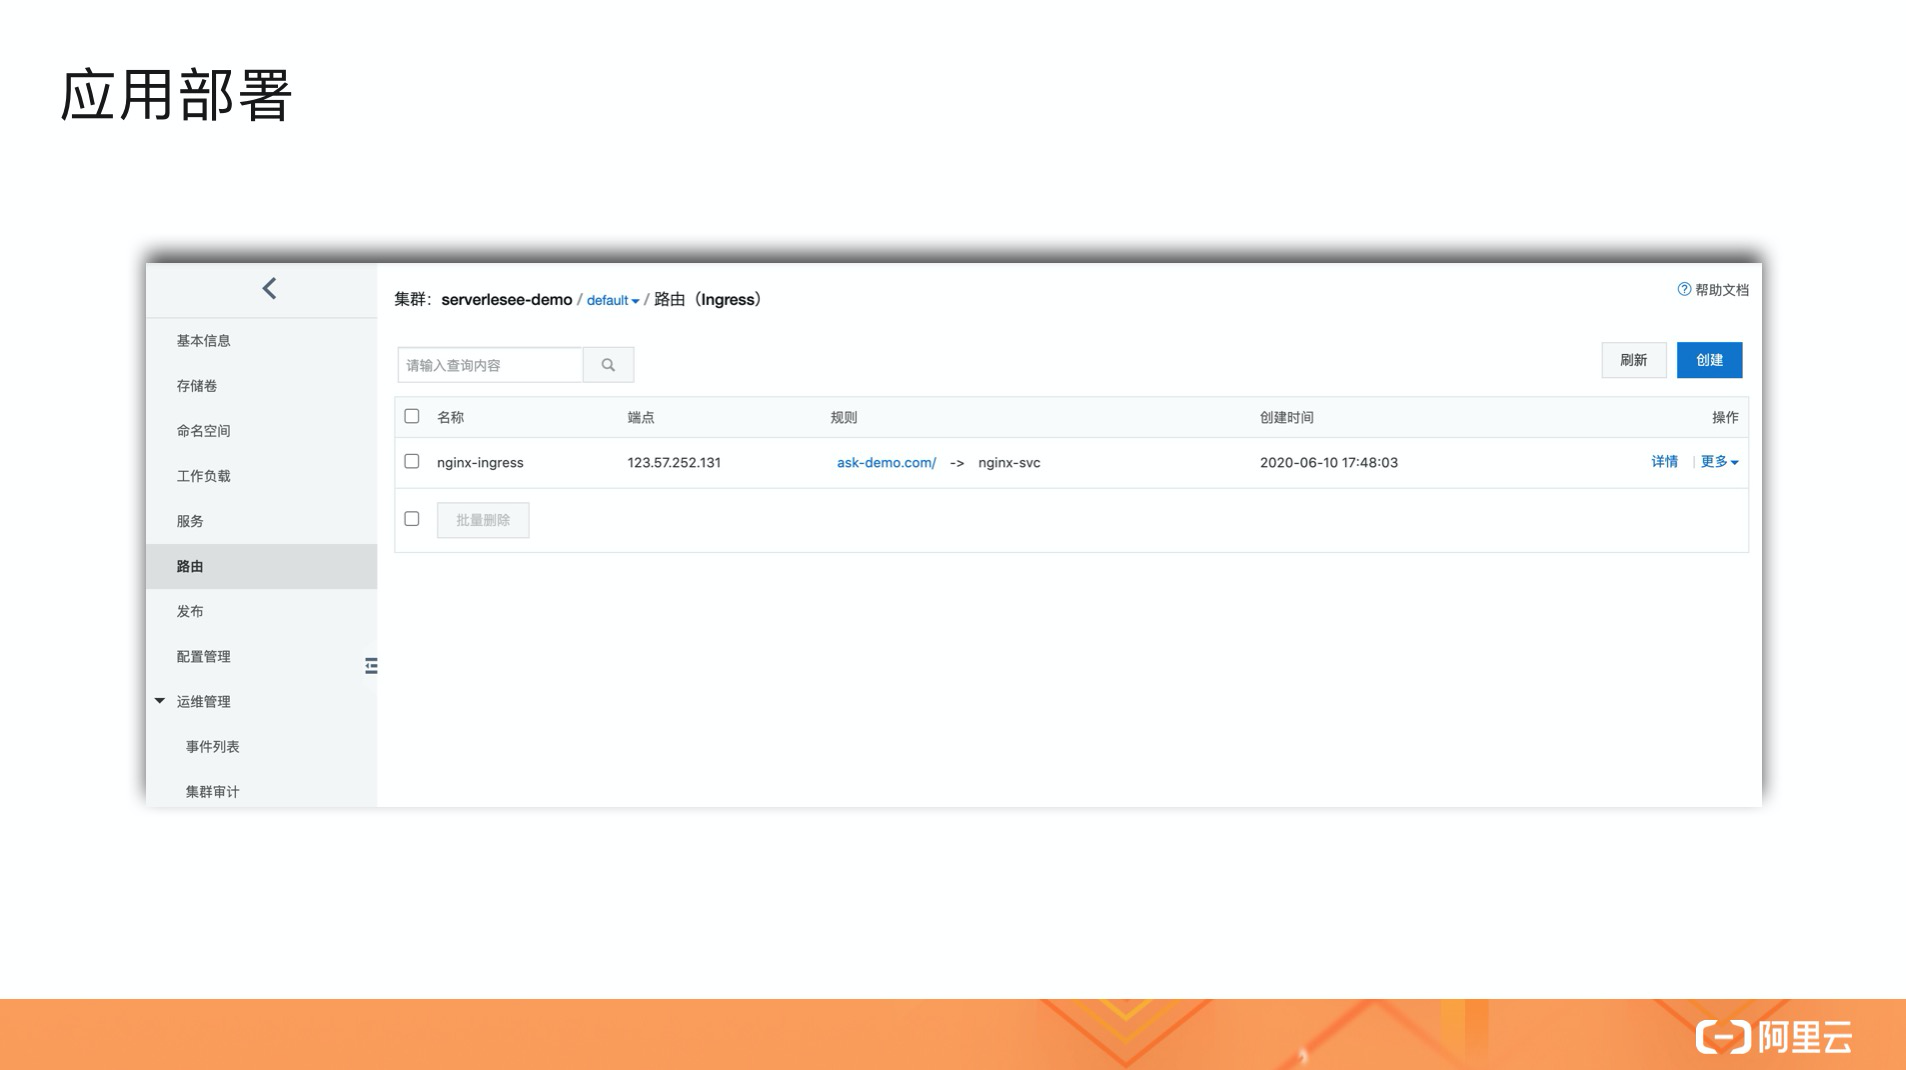 应用部署
集群：serverlesee-demo / default / 路由（Ingress）
帮助文档
请输入查询内容
刷新
创建
基本信息
存储卷
命名空间
工作负载
服务
路由
发布
配置管理
运维管理
事件列表
集群审计
名称 端点 规则 创建时间 操作
nginx-ingress 123.57.252.131 ask-demo.com/ -> nginx-svc 2020-06-10 17:48:03 详情 | 更多
批量删除
阿里云